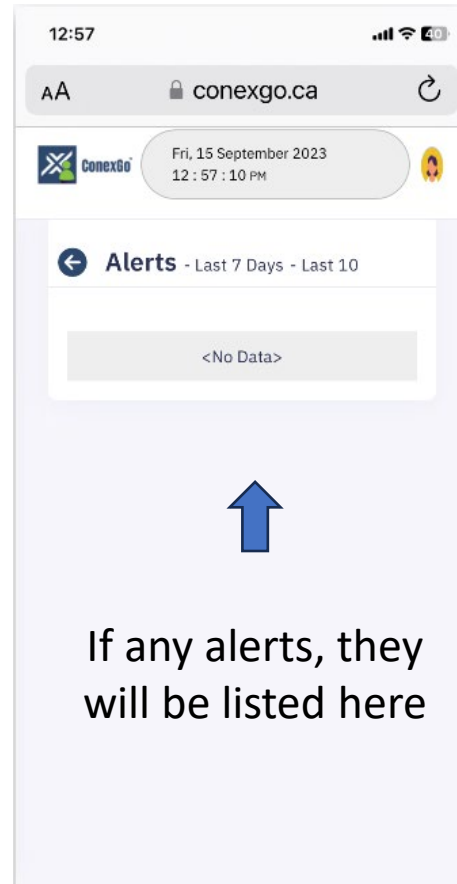 12:57
40
AA conexgo.ca
ConexGo
Fri, 15 September 2023
12 : 57 : 10 PM
Alerts - Last 7 Days - Last 10
<No Data>
If any alerts, they
will be listed here